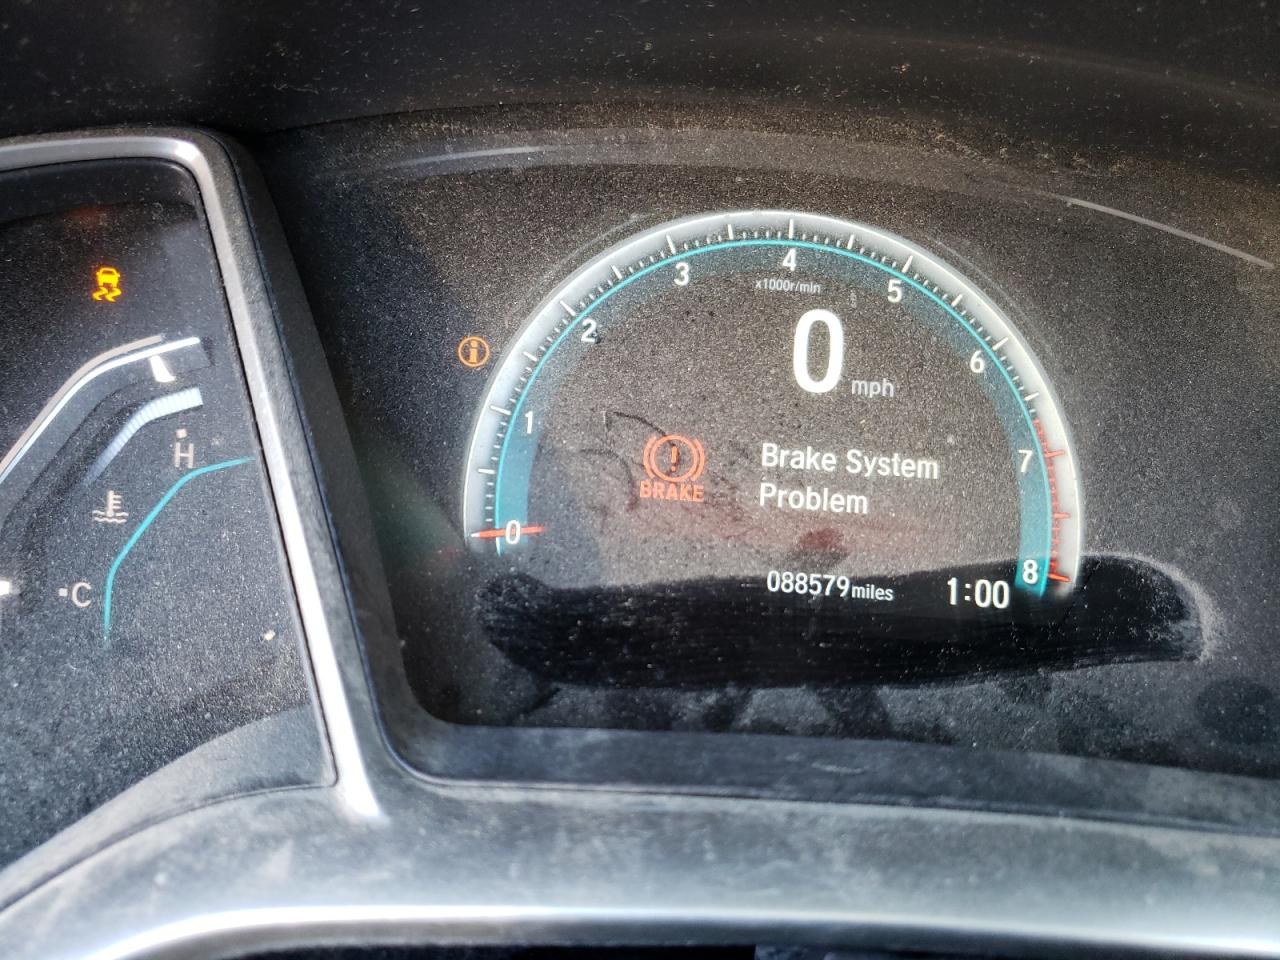 4
3
5
x1000r/min
2
0
mph
6
1
H
7
Brake System
BRAKE
Problem
0
8
C
088579 miles
1:00